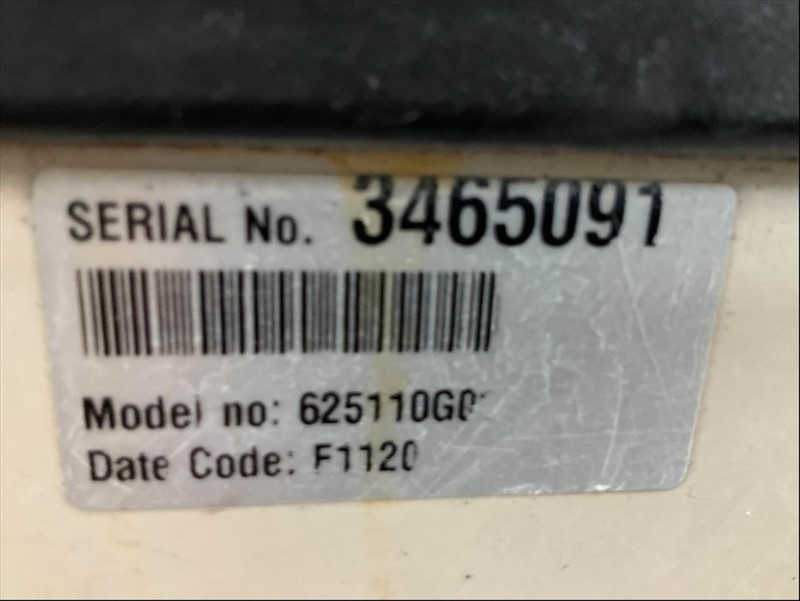 SERIAL No. 3465091
Model no:
Date Code: F1120